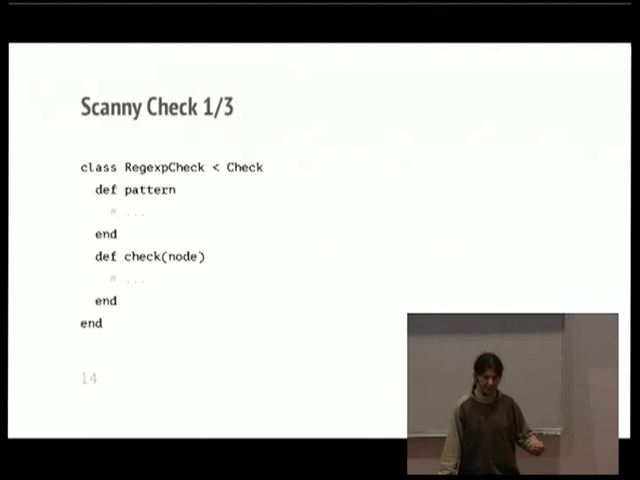 Scanny Check 1/3
class RegexpCheck < Check
def pattern
# ...
end
def check(node)
# ...
end
end
14